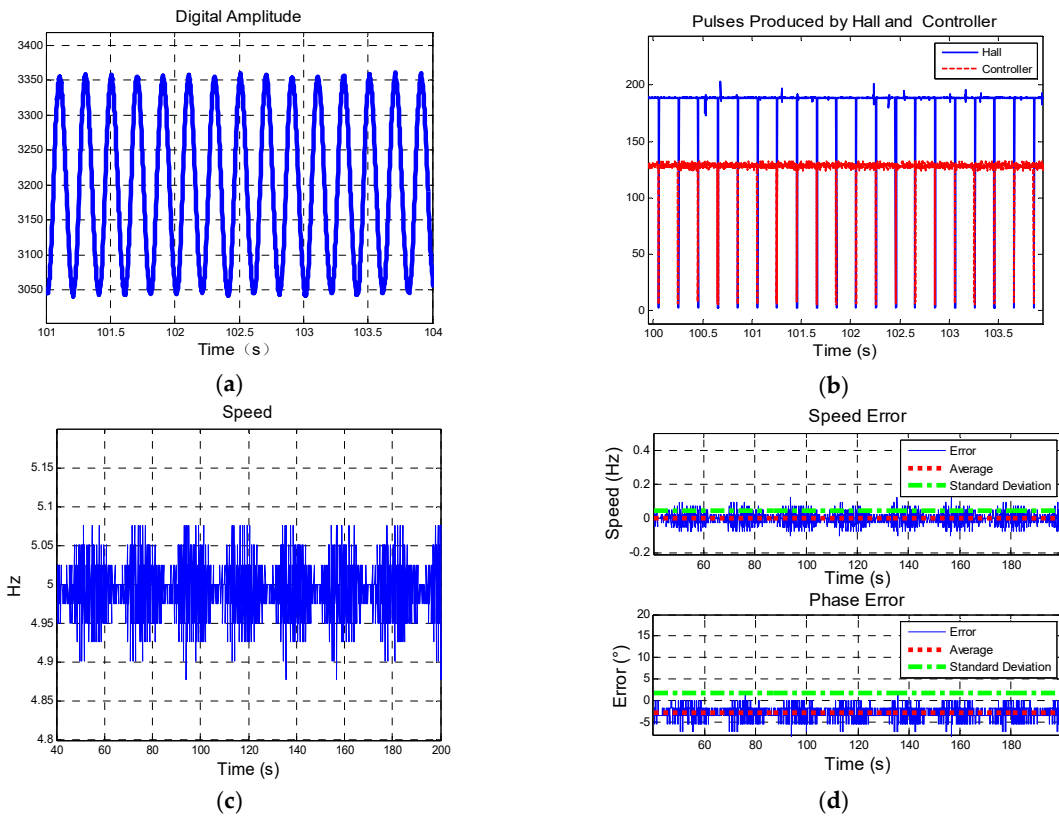 Digital Amplitude
3400
3350
3300
3250
3200
3150
3100
3050
101 101.5 102 102.5 103 103.5 104
Time（s）
(a)
Pulses Produced by Hall and Controller
Hall
Controller
200
150
100
50
0
100 100.5 101 101.5 102 102.5 103 103.5
Time (s)
(b)
Speed
Hz
5.15
5.1
5.05
5
4.95
4.9
4.85
4.8
40 60 80 100 120 140 160 180 200
Time (s)
(c)
Speed Error
Speed (Hz)
0.4
0.2
0
-0.2
Error
Average
Standard Deviation
60 80 100 120 140 160 180
Time (s)
Phase Error
Error (°)
20
15
10
5
0
-5
Error
Average
Standard Deviation
60 80 100 120 140 160 180
Time (s)
(d)